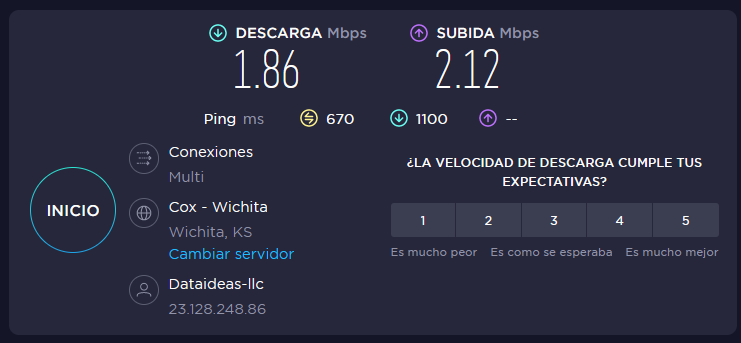 DESCARGA Mbps
SUBIDA Mbps
1.86
2.12
Ping ms 670 1100 --
Conexiones
Multi
INICIO
Cox - Wichita
Wichita, KS
Cambiar servidor
Dataideas-llc
23.128.248.86
¿LA VELOCIDAD DE DESCARGA CUMPLE TUS
EXPECTATIVAS?
1 2 3 4 5
Es mucho peor Es como se esperaba Es mucho mejor